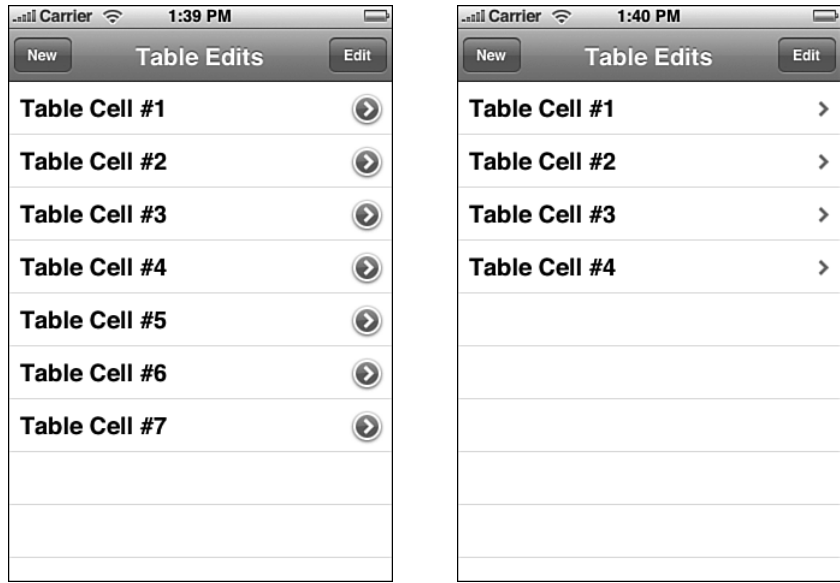 Carrier 1:39 PM
New Table Edits Edit
Table Cell #1
Table Cell #2
Table Cell #3
Table Cell #4
Table Cell #5
Table Cell #6
Table Cell #7
Carrier 1:40 PM
New Table Edits Edit
Table Cell #1
Table Cell #2
Table Cell #3
Table Cell #4